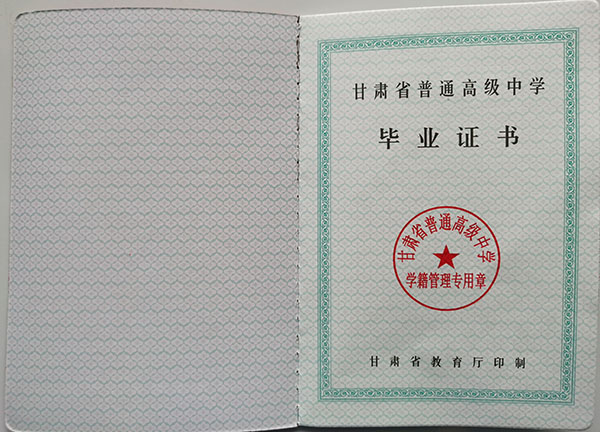 甘肃省普通高级中学
毕业证书
甘肃省普通高级中学
学籍管理专用章
甘肃省教育厅印制